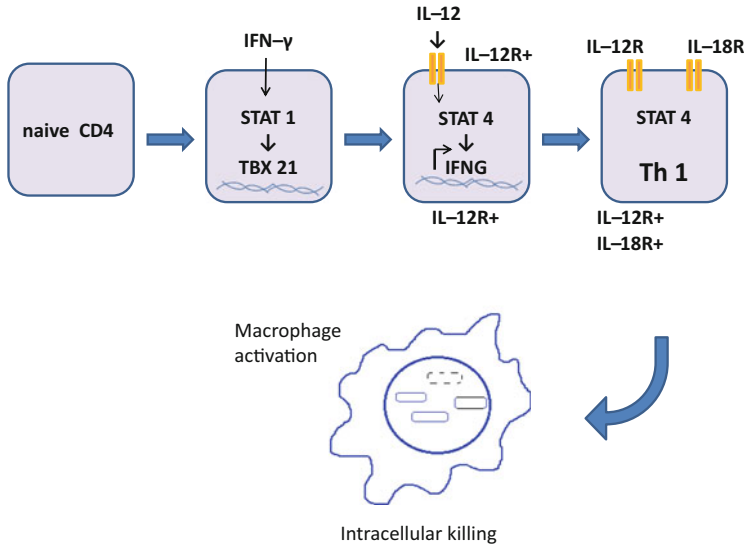 naive CD4
IFN–γ
STAT 1
TBX 21
IL–12
IL–12R+
STAT 4
IFNG
IL–12R+
IL–12R
IL–18R
STAT 4
Th 1
IL–12R+
IL–18R+
Macrophage
activation
Intracellular killing